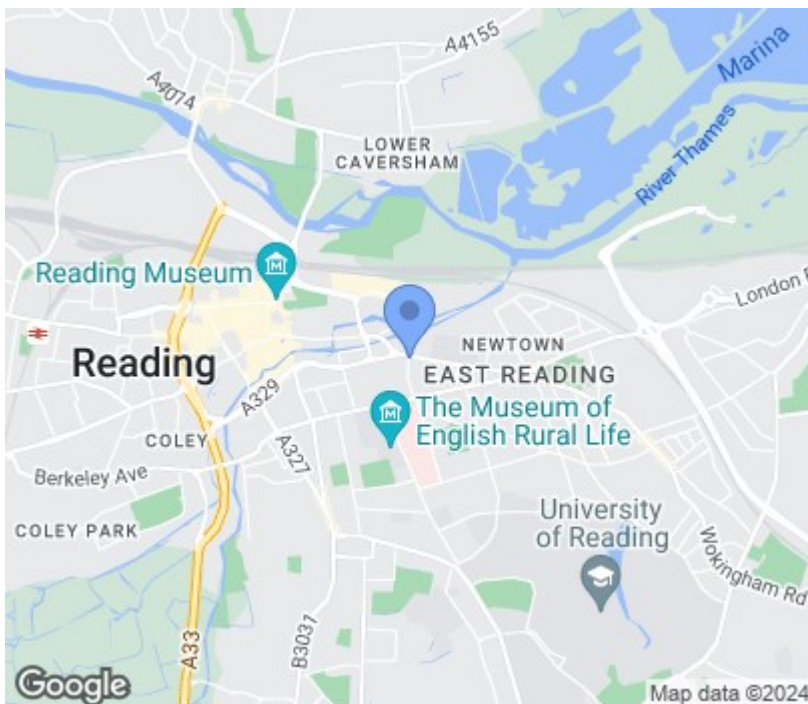 A4155
Marina
A4074
LOWER
CAVERSHAM
River Thames
Reading Museum
London R
NEWTOWN
Reading
EAST READING
A329
The Museum of
English Rural Life
COLEY
A327
Berkeley Ave
University
of Reading
COLEY PARK
Wokingham Rd
B3031
A33
Google
Map data ©2024